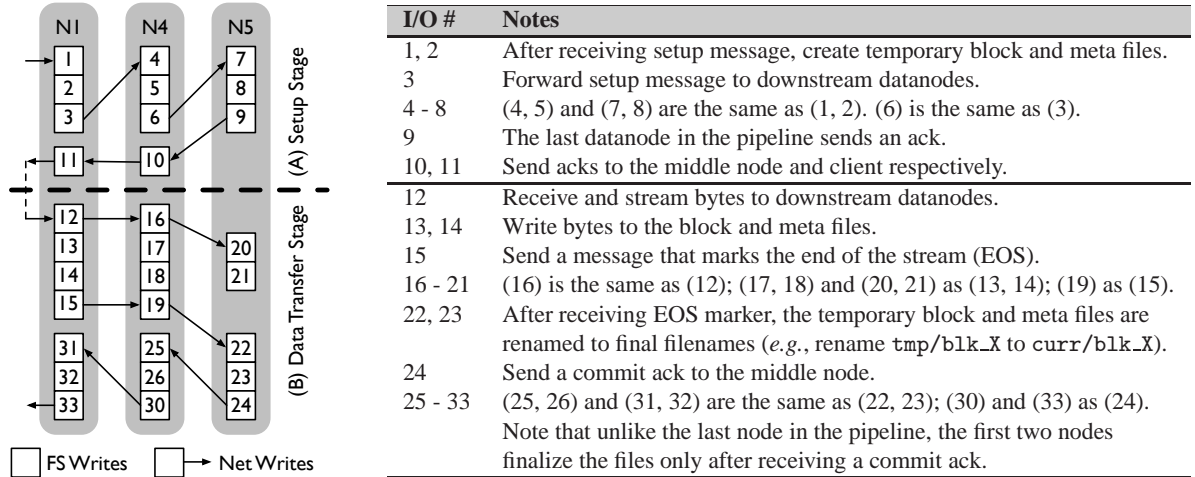 N1 N4 N5
1 4 7
2 5 8
3 6 9
11 10
(A) Setup Stage
12 16
13 17 20
14 18 21
15 19
31 25 22
32 26 23
33 30 24
(B) Data Transfer Stage
FS Writes Net Writes
I/O # Notes
1, 2 After receiving setup message, create temporary block and meta files.
3 Forward setup message to downstream datanodes.
4 - 8 (4, 5) and (7, 8) are the same as (1, 2). (6) is the same as (3).
9 The last datanode in the pipeline sends an ack.
10, 11 Send acks to the middle node and client respectively.
12 Receive and stream bytes to downstream datanodes.
13, 14 Write bytes to the block and meta files.
15 Send a message that marks the end of the stream (EOS).
16 - 21 (16) is the same as (12); (17, 18) and (20, 21) as (13, 14); (19) as (15).
22, 23 After receiving EOS marker, the temporary block and meta files are
renamed to final filenames (e.g., rename tmp/blk_X to curr/blk_X).
24 Send a commit ack to the middle node.
25 - 33 (25, 26) and (31, 32) are the same as (22, 23); (30) and (33) as (24).
Note that unlike the last node in the pipeline, the first two nodes
finalize the files only after receiving a commit ack.